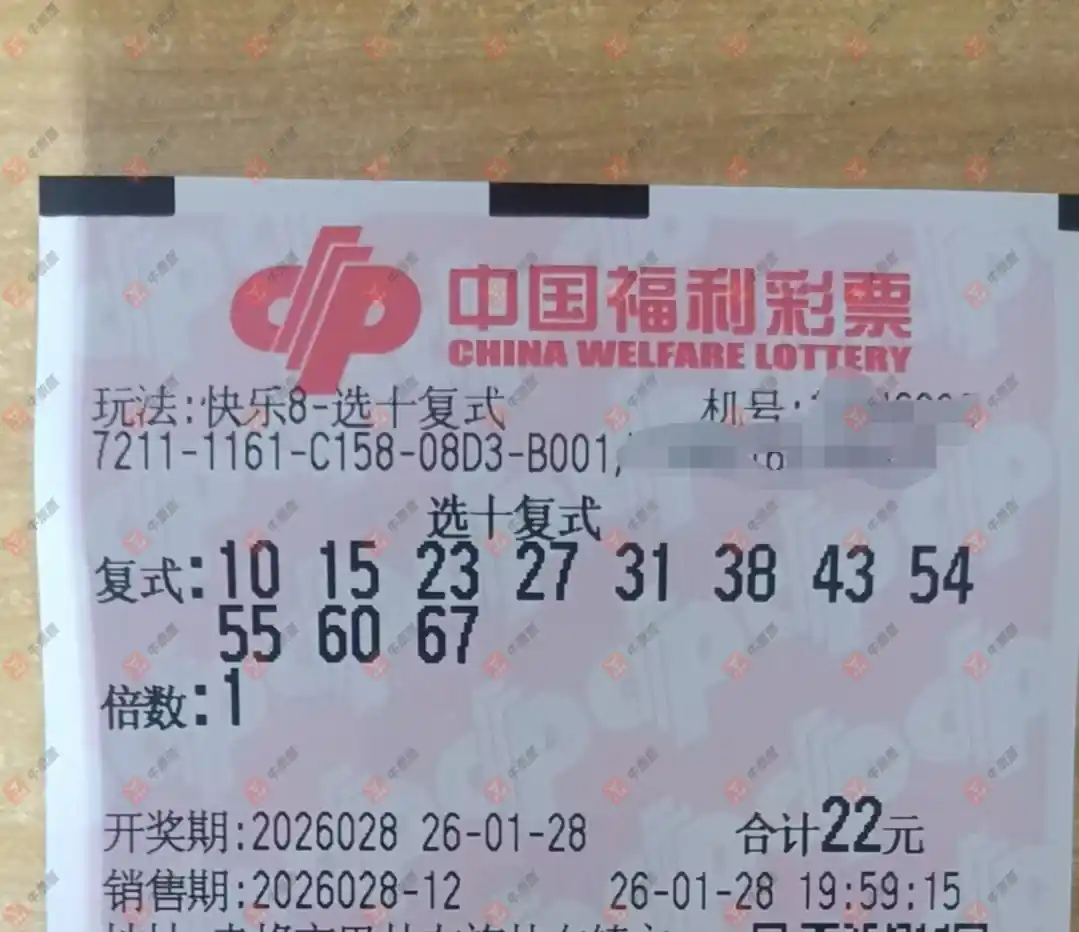 中国福利彩票
CHINA WELFARE LOTTERY
玩法:快乐8-选十复式 机号:
7211-1161-C158-08D3-B001/
选十复式
复式:10 15 23 27 31 38 43 54
55 60 67
倍数:1
开奖期:2026028 26-01-28 合计22元
销售期:2026028-12 26-01-28 19:59:15